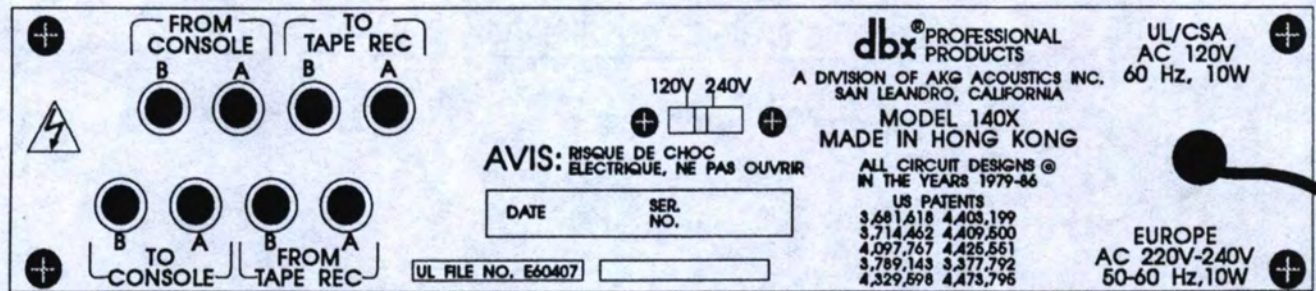 FROM CONSOLE
TO TAPE REC
B A B A
B A B A
TO CONSOLE
FROM TAPE REC
120V 240V
AVIS: RISQUE DE CHOC
ELECTRIQUE, NE PAS OUVRIR
DATE SER. NO.
UL FILE NO. E60407
dbx® PROFESSIONAL
PRODUCTS
A DIVISION OF AKG ACOUSTICS INC.
SAN LEANDRO, CALIFORNIA
MODEL 140X
MADE IN HONG KONG
ALL CIRCUIT DESIGNS ©
IN THE YEARS 1979-86
US PATENTS
3,681,618 4,403,199
3,714,462 4,409,500
4,097,767 4,425,551
3,789,143 3,377,792
4,329,598 4,473,795
UL/CSA
AC 120V
60 Hz, 10W
EUROPE
AC 220V-240V
50-60 Hz,10W